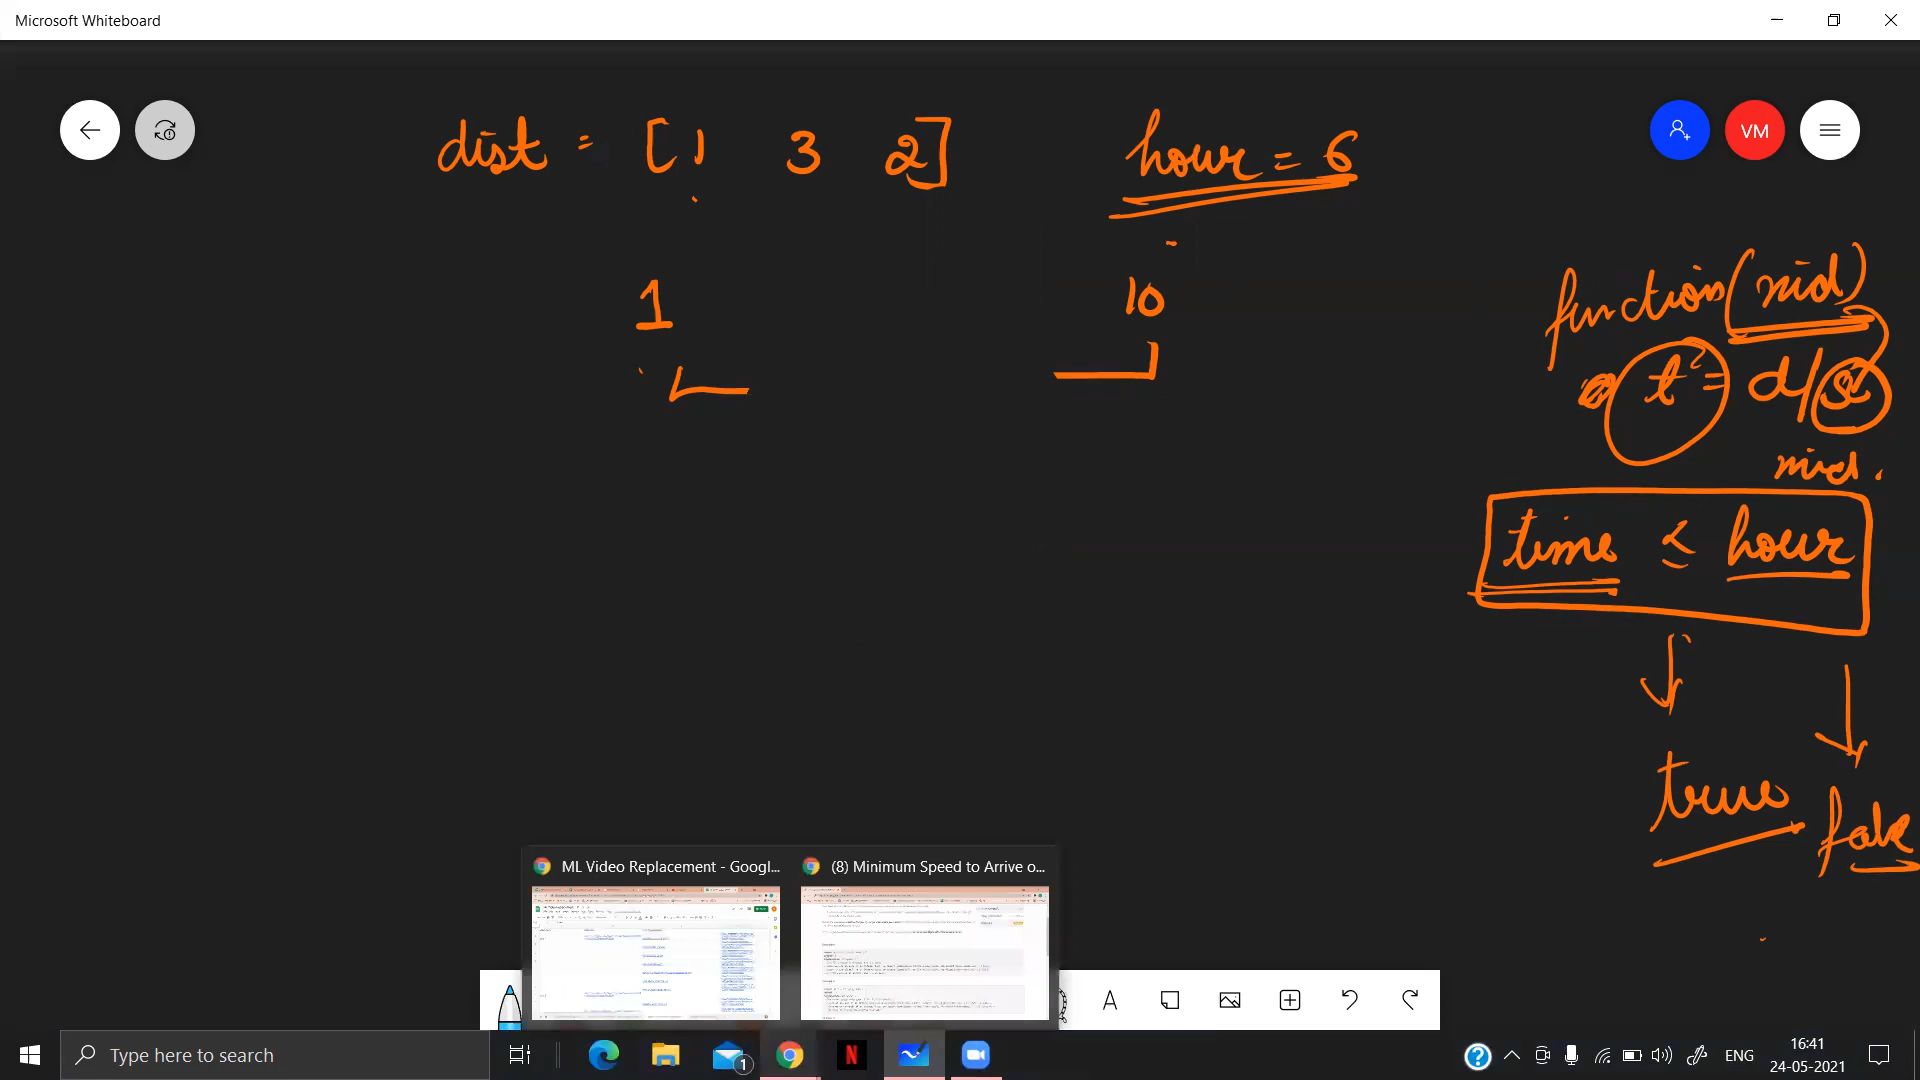 Microsoft Whiteboard
dist = [1 3 2] hour = 6
VM
1 10
function(mid)
t = d/s
mid.
time ≤ hour
true false
ML Video Replacement - Googl... (8) Minimum Speed to Arrive o...
A
Type here to search
1
N
ENG
16:41
24-05-2021